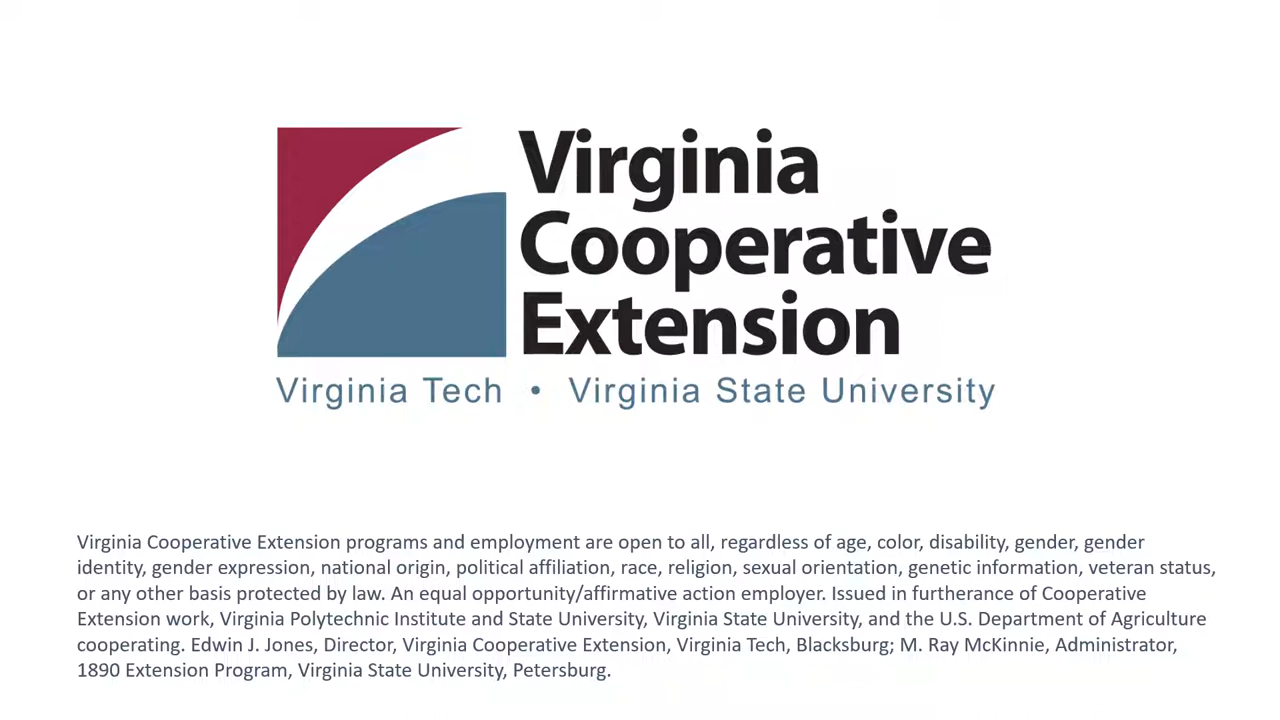 Virginia
Cooperative
Extension
Virginia Tech • Virginia State University
Virginia Cooperative Extension programs and employment are open to all, regardless of age, color, disability, gender, gender
identity, gender expression, national origin, political affiliation, race, religion, sexual orientation, genetic information, veteran status,
or any other basis protected by law. An equal opportunity/affirmative action employer. Issued in furtherance of Cooperative
Extension work, Virginia Polytechnic Institute and State University, Virginia State University, and the U.S. Department of Agriculture
cooperating. Edwin J. Jones, Director, Virginia Cooperative Extension, Virginia Tech, Blacksburg; M. Ray McKinnie, Administrator,
1890 Extension Program, Virginia State University, Petersburg.